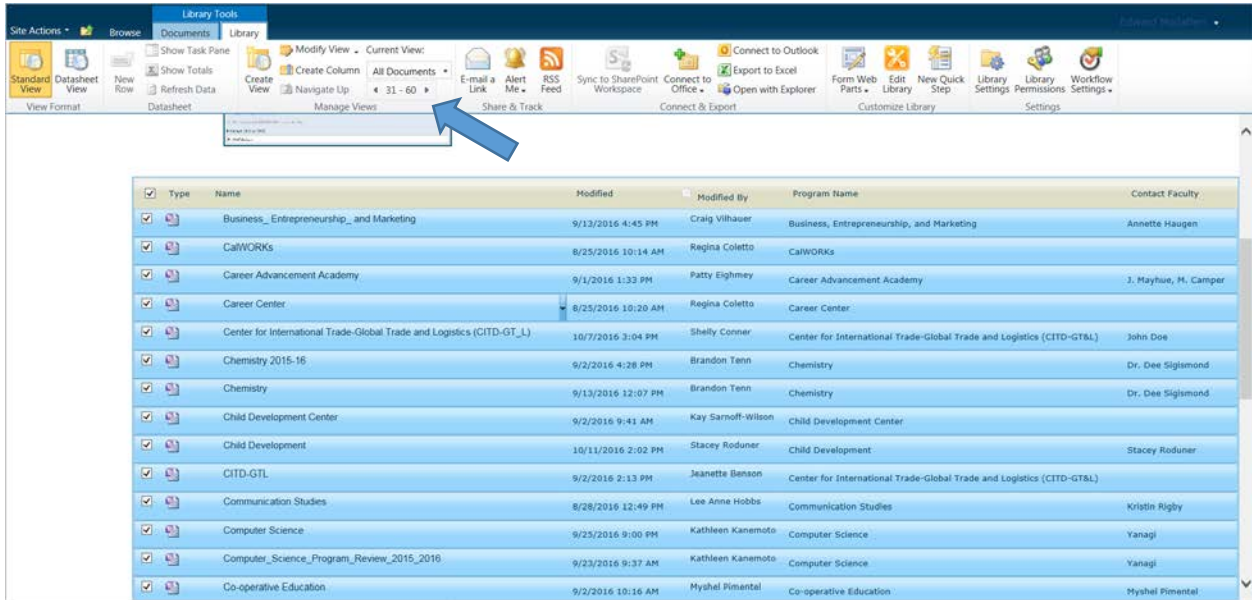 Library Tools
Site Actions Browse Documents Library
Show Task Pane Modify View Current View: Connect to Outlook
Show Totals Create Column All Documents Export to Excel
Standard View Datasheet View New Row Refresh Data Create View Navigate Up 31 - 60 E-mail a Link Alert Me RSS Feed Sync to SharePoint Workspace Connect to Office Open with Explorer Form Web Parts Edit Library New Quick Step Library Settings Library Permissions Workflow Settings
View Format Datasheet Manage Views Share & Track Connect & Export Customize Library Settings
Type Name Modified Modified By Program Name Contact Faculty
Business_ Entrepreneurship_ and Marketing 9/13/2016 4:45 PM Craig Vilhauer Business, Entrepreneurship, and Marketing Annette Haugen
CalWORKs 8/25/2016 10:14 AM Regina Coletto CalWORKs
Career Advancement Academy 9/1/2016 1:33 PM Patty Eighmey Career Advancement Academy J. Mayhue, M. Camper
Career Center 8/25/2016 10:20 AM Regina Coletto Career Center
Center for International Trade-Global Trade and Logistics (CITD-GT_L) 10/7/2016 3:04 PM Shelly Conner Center for International Trade-Global Trade and Logistics (CITD-GT&L) John Doe
Chemistry 2015-16 9/2/2016 4:28 PM Brandon Tenn Chemistry Dr. Dee Sigismond
Chemistry 9/13/2016 12:07 PM Brandon Tenn Chemistry Dr. Dee Sigismond
Child Development Center 9/2/2016 9:41 AM Kay Sarnoff-Wilson Child Development Center
Child Development 10/11/2016 2:02 PM Stacey Roduner Child Development Stacey Roduner
CITD-GTL 9/2/2016 2:13 PM Jeanette Benson Center for International Trade-Global Trade and Logistics (CITD-GT&L)
Communication Studies 8/28/2016 12:49 PM Lee Anne Hobbs Communication Studies Kristin Rigby
Computer Science 9/25/2016 9:00 PM Kathleen Kanemoto Computer Science Yanagi
Computer_Science_Program_Review_2015_2016 9/23/2016 9:37 AM Kathleen Kanemoto Computer Science Yanagi
Co-operative Education 9/2/2016 10:16 AM Myshel Pimentel Co-operative Education Myshel Pimentel